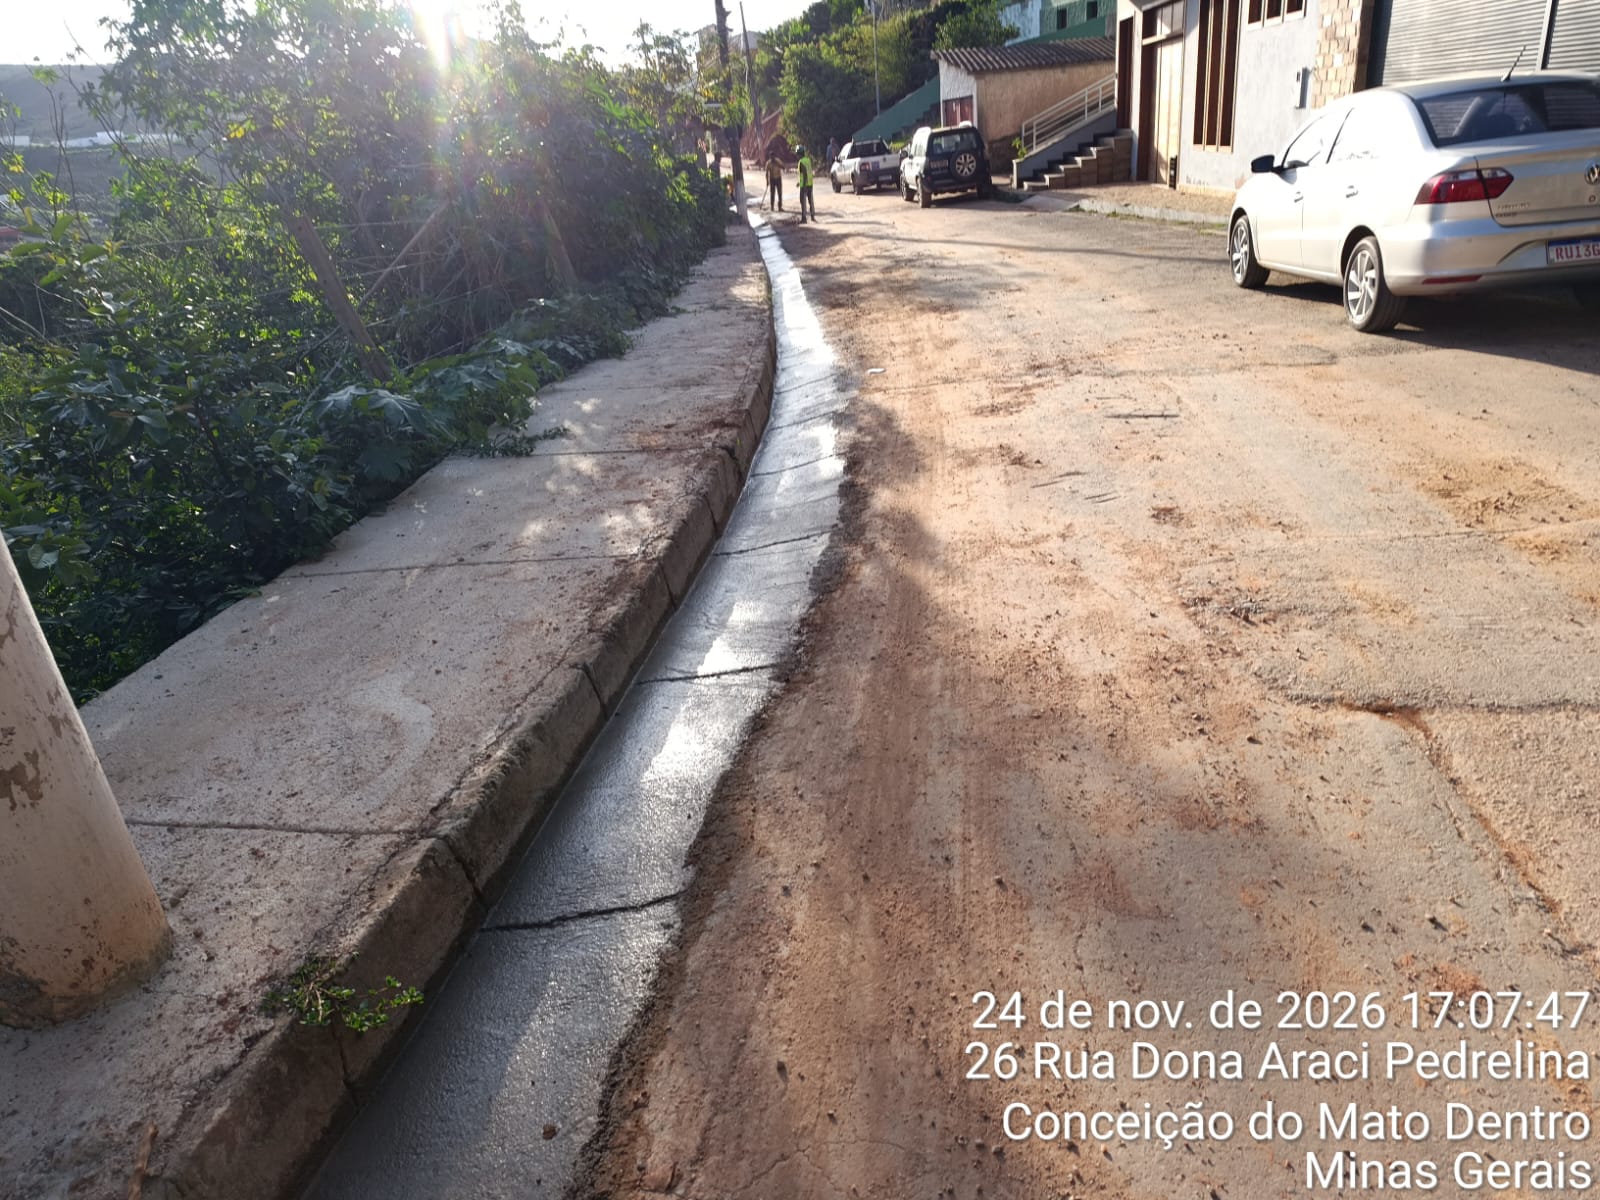 RUI3G
24 de nov. de 2026 17:07:47
26 Rua Dona Araci Pedrelina
Conceição do Mato Dentro
Minas Gerais